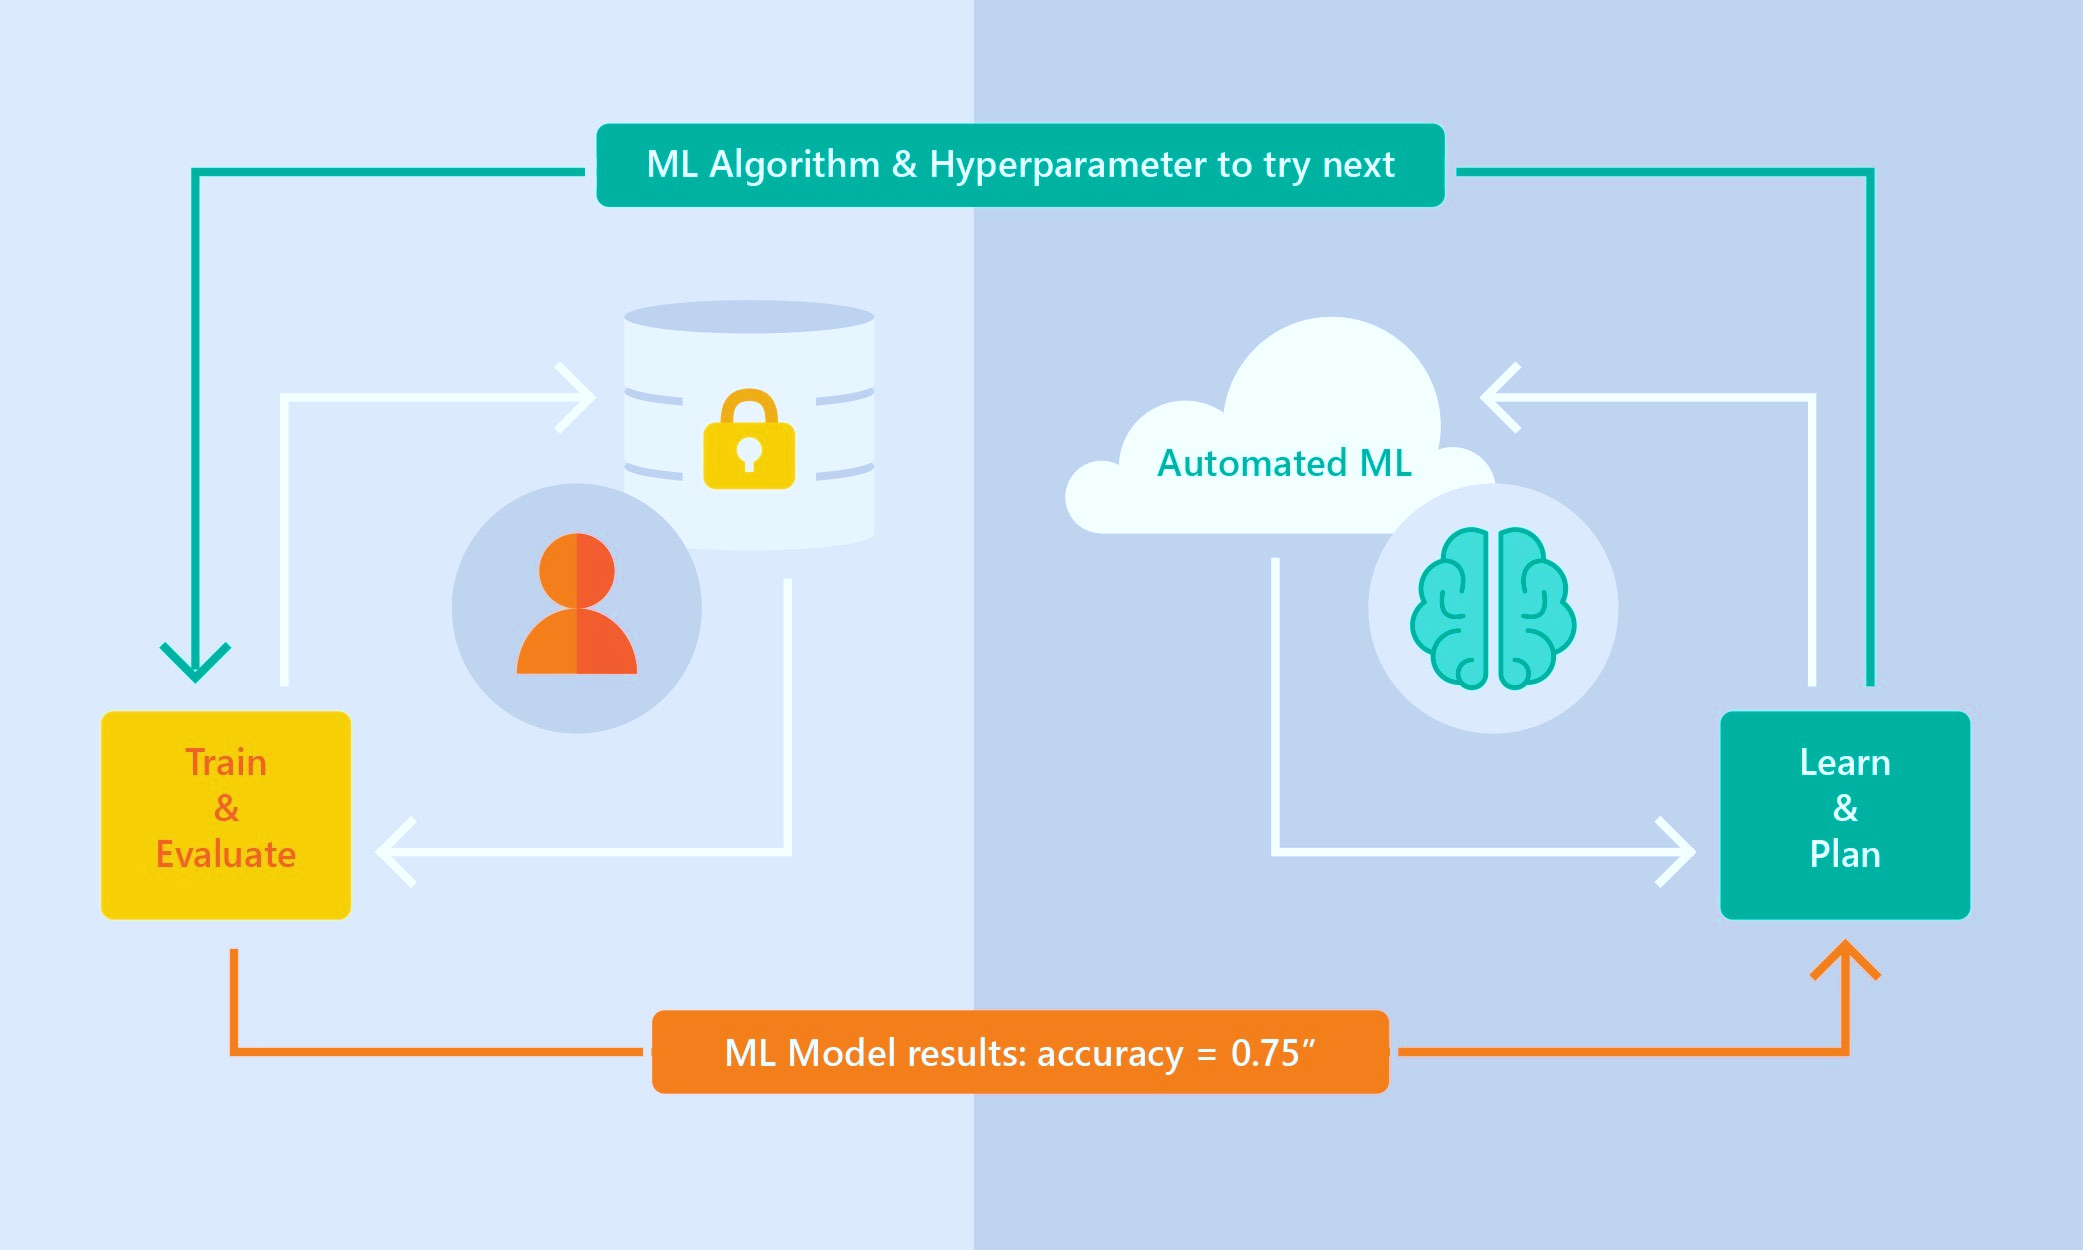 ML Algorithm & Hyperparameter to try next
Automated ML
Train
&
Evaluate
Learn
&
Plan
ML Model results: accuracy = 0.75”